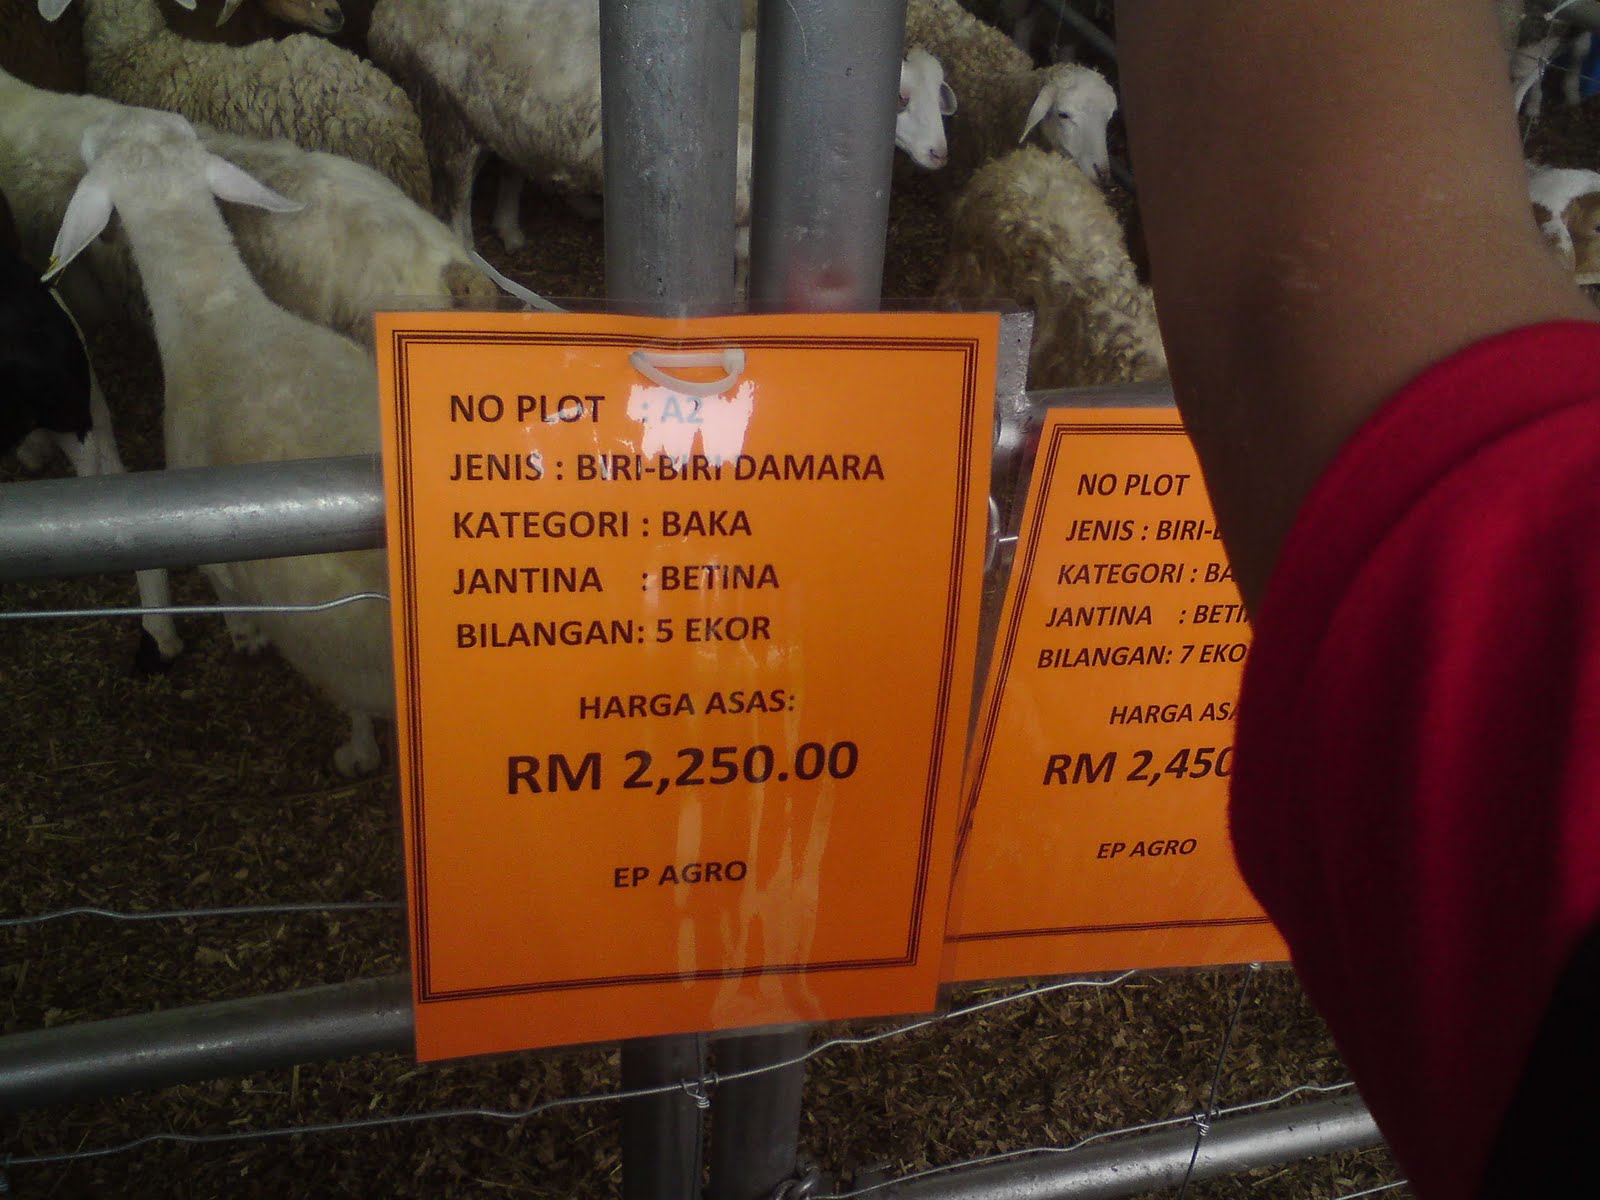 NO PLOT : A2
JENIS : BIRI-BIRI DAMARA
KATEGORI : BAKA
JANTINA : BETINA
BILANGAN: 5 EKOR
HARGA ASAS:
RM 2,250.00
EP AGRO
NO PLOT
JENIS : BIRI-
KATEGORI : BA
JANTINA : BETI
BILANGAN: 7 EKO
HARGA ASA
RM 2,450
EP AGRO